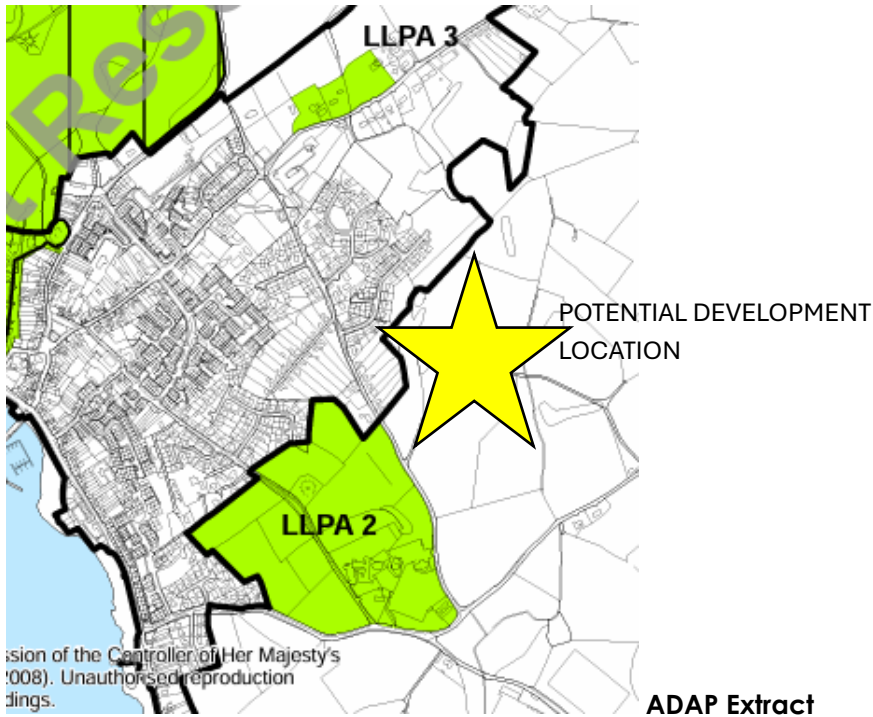 LLPA 3
POTENTIAL DEVELOPMENT
LOCATION
LLPA 2
ssion of the Controller of Her Majesty's
2008). Unauthorised reproduction
dings.
ADAP Extract